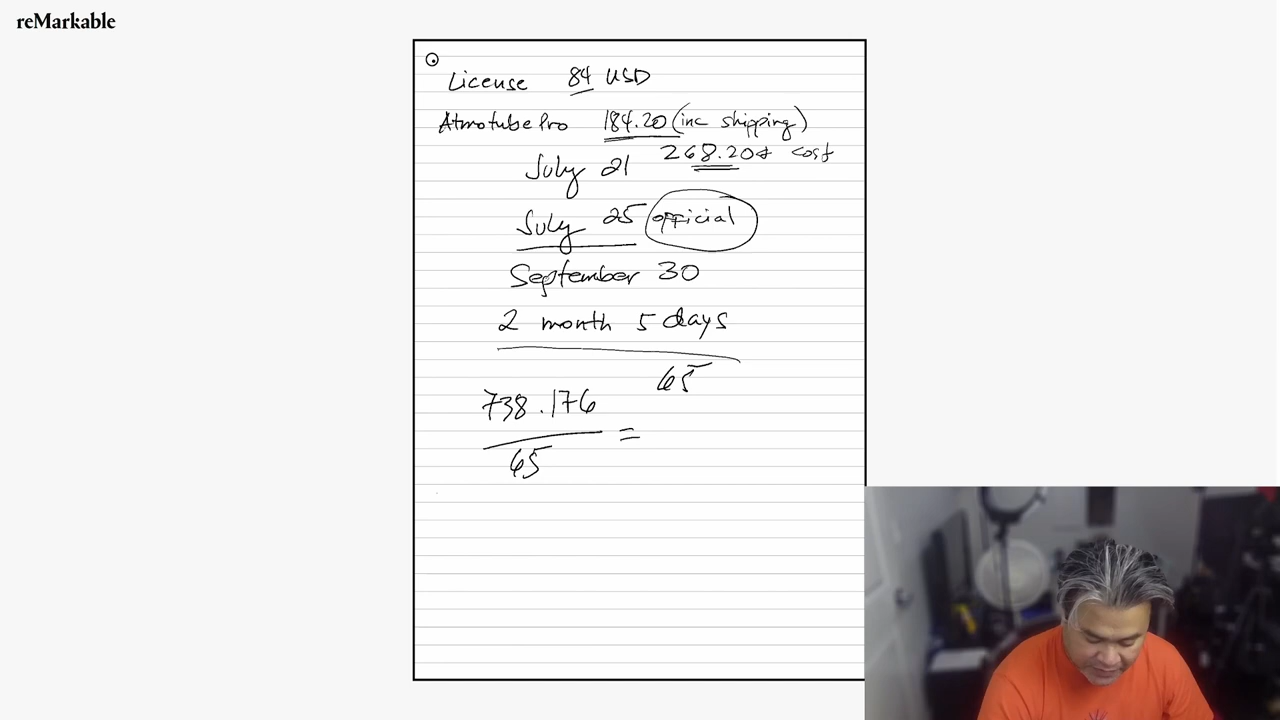 reMarkable
License 84 USD
Atmotube Pro 184.20 (inc shipping)
268.20 cost
July 21
July 25 official
September 30
2 month 5 days
65
738.176
65 =